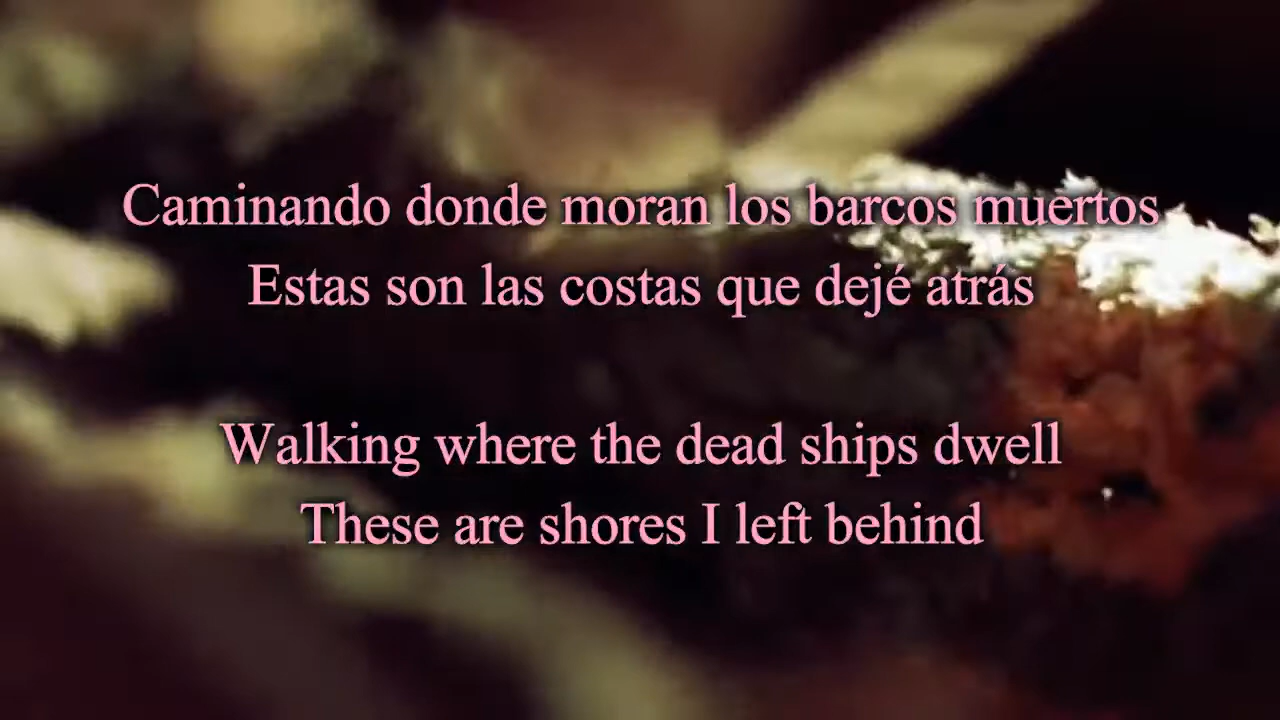 Caminando donde moran los barcos muertos
Estas son las costas que dejé atrás
Walking where the dead ships dwell
These are shores I left behind